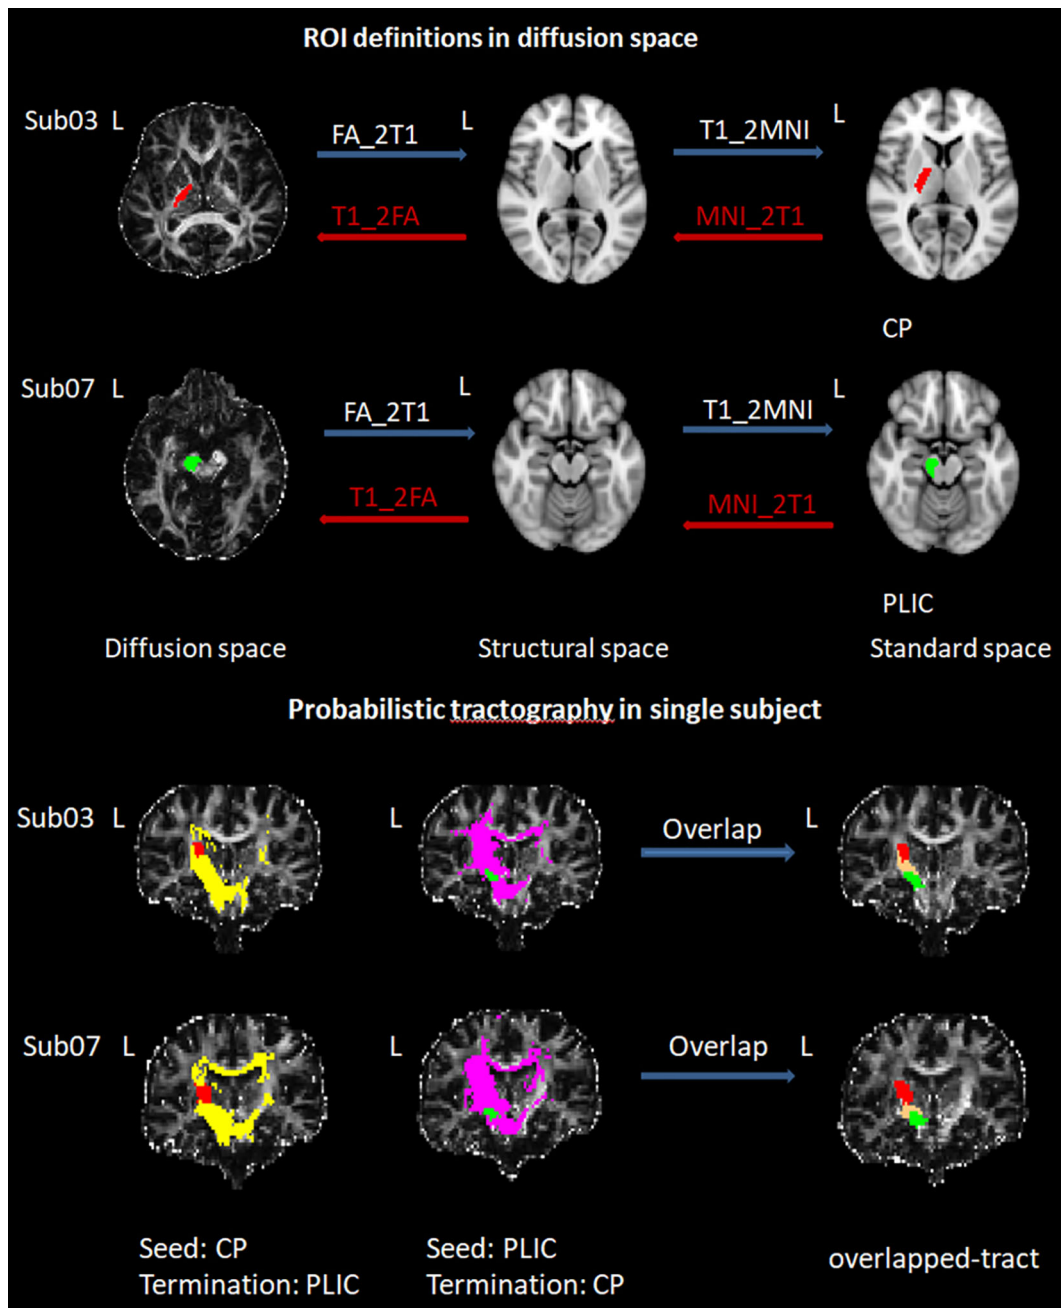 ROI definitions in diffusion space
Sub03 L
FA_2T1
L
T1_2MNI
L
T1_2FA
MNI_2T1
CP
Sub07 L
FA_2T1
L
T1_2MNI
L
T1_2FA
MNI_2T1
PLIC
Diffusion space
Structural space
Standard space
Probabilistic tractography in single subject
Sub03 L
L
Overlap
L
Sub07 L
L
Overlap
L
Seed: CP
Termination: PLIC
Seed: PLIC
Termination: CP
overlapped-tract